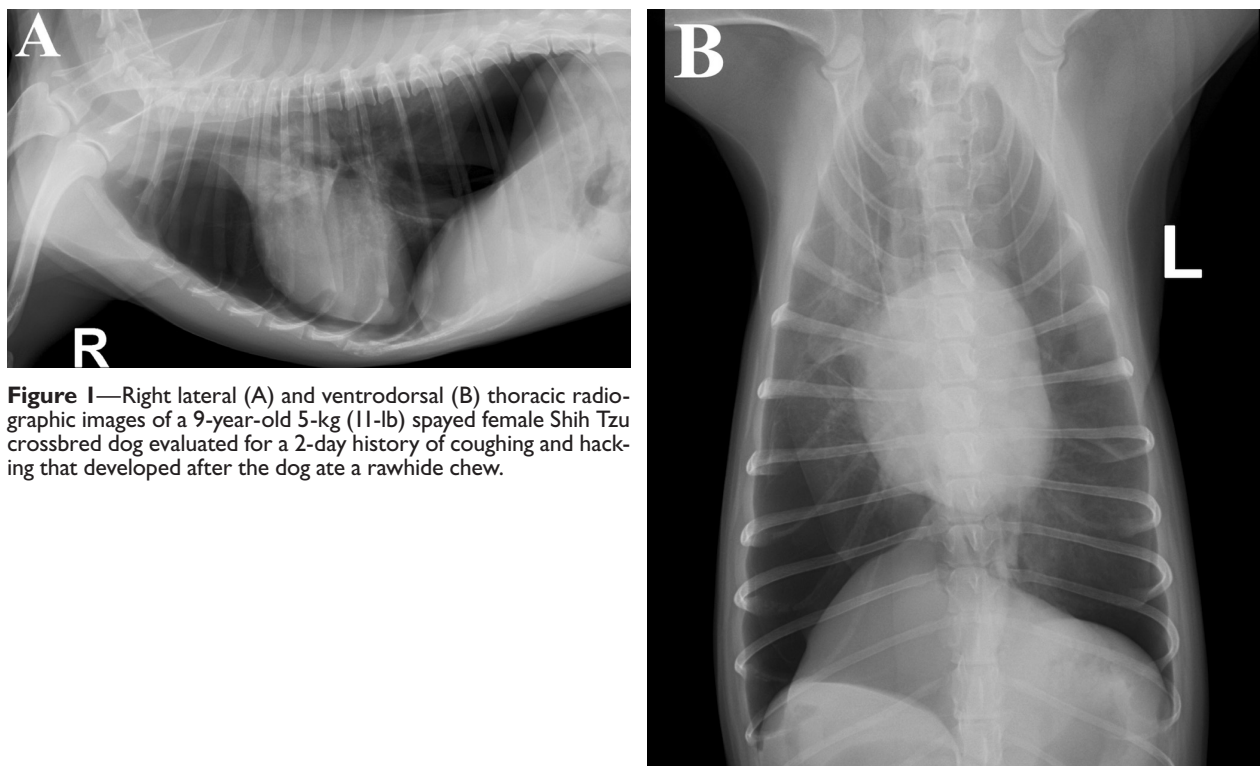 A
R
Figure 1—Right lateral (A) and ventrodorsal (B) thoracic radio-
graphic images of a 9-year-old 5-kg (11-lb) spayed female Shih Tzu
crossbred dog evaluated for a 2-day history of coughing and hack-
ing that developed after the dog ate a rawhide chew.
B
L